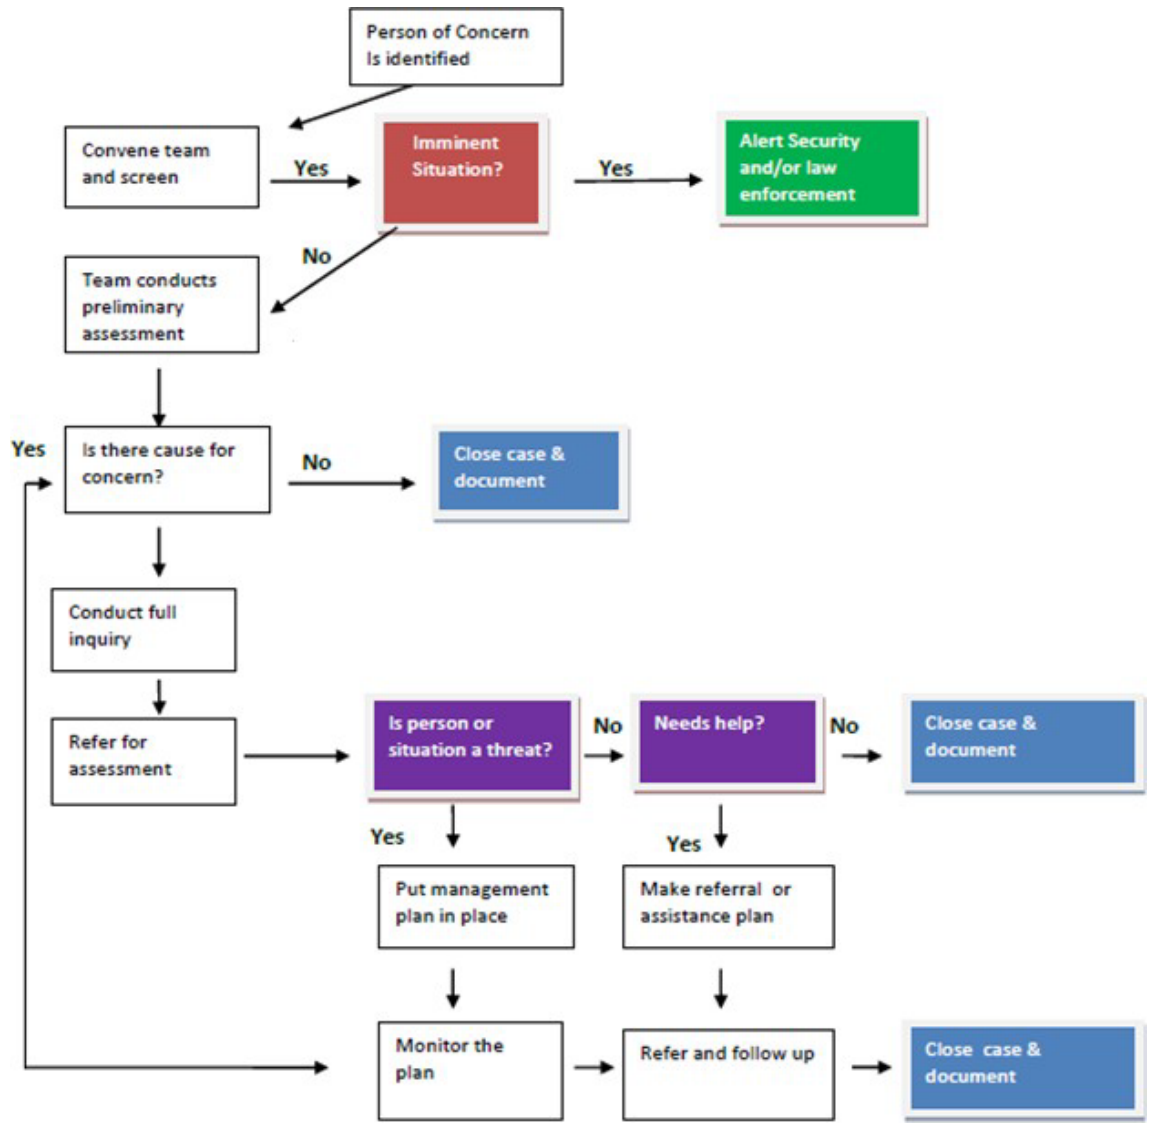 Person of Concern
Is identified
Convene team
and screen
Yes
Imminent
Situation?
Yes
Alert Security
and/or law
enforcement
No
Team conducts
preliminary
assessment
Yes
Is there cause for
concern?
No
Close case &
document
Conduct full
inquiry
Refer for
assessment
Is person or
situation a threat?
No
Needs help?
No
Close case &
document
Yes
Yes
Put management
plan in place
Make referral or
assistance plan
Monitor the
plan
Refer and follow up
Close case &
document